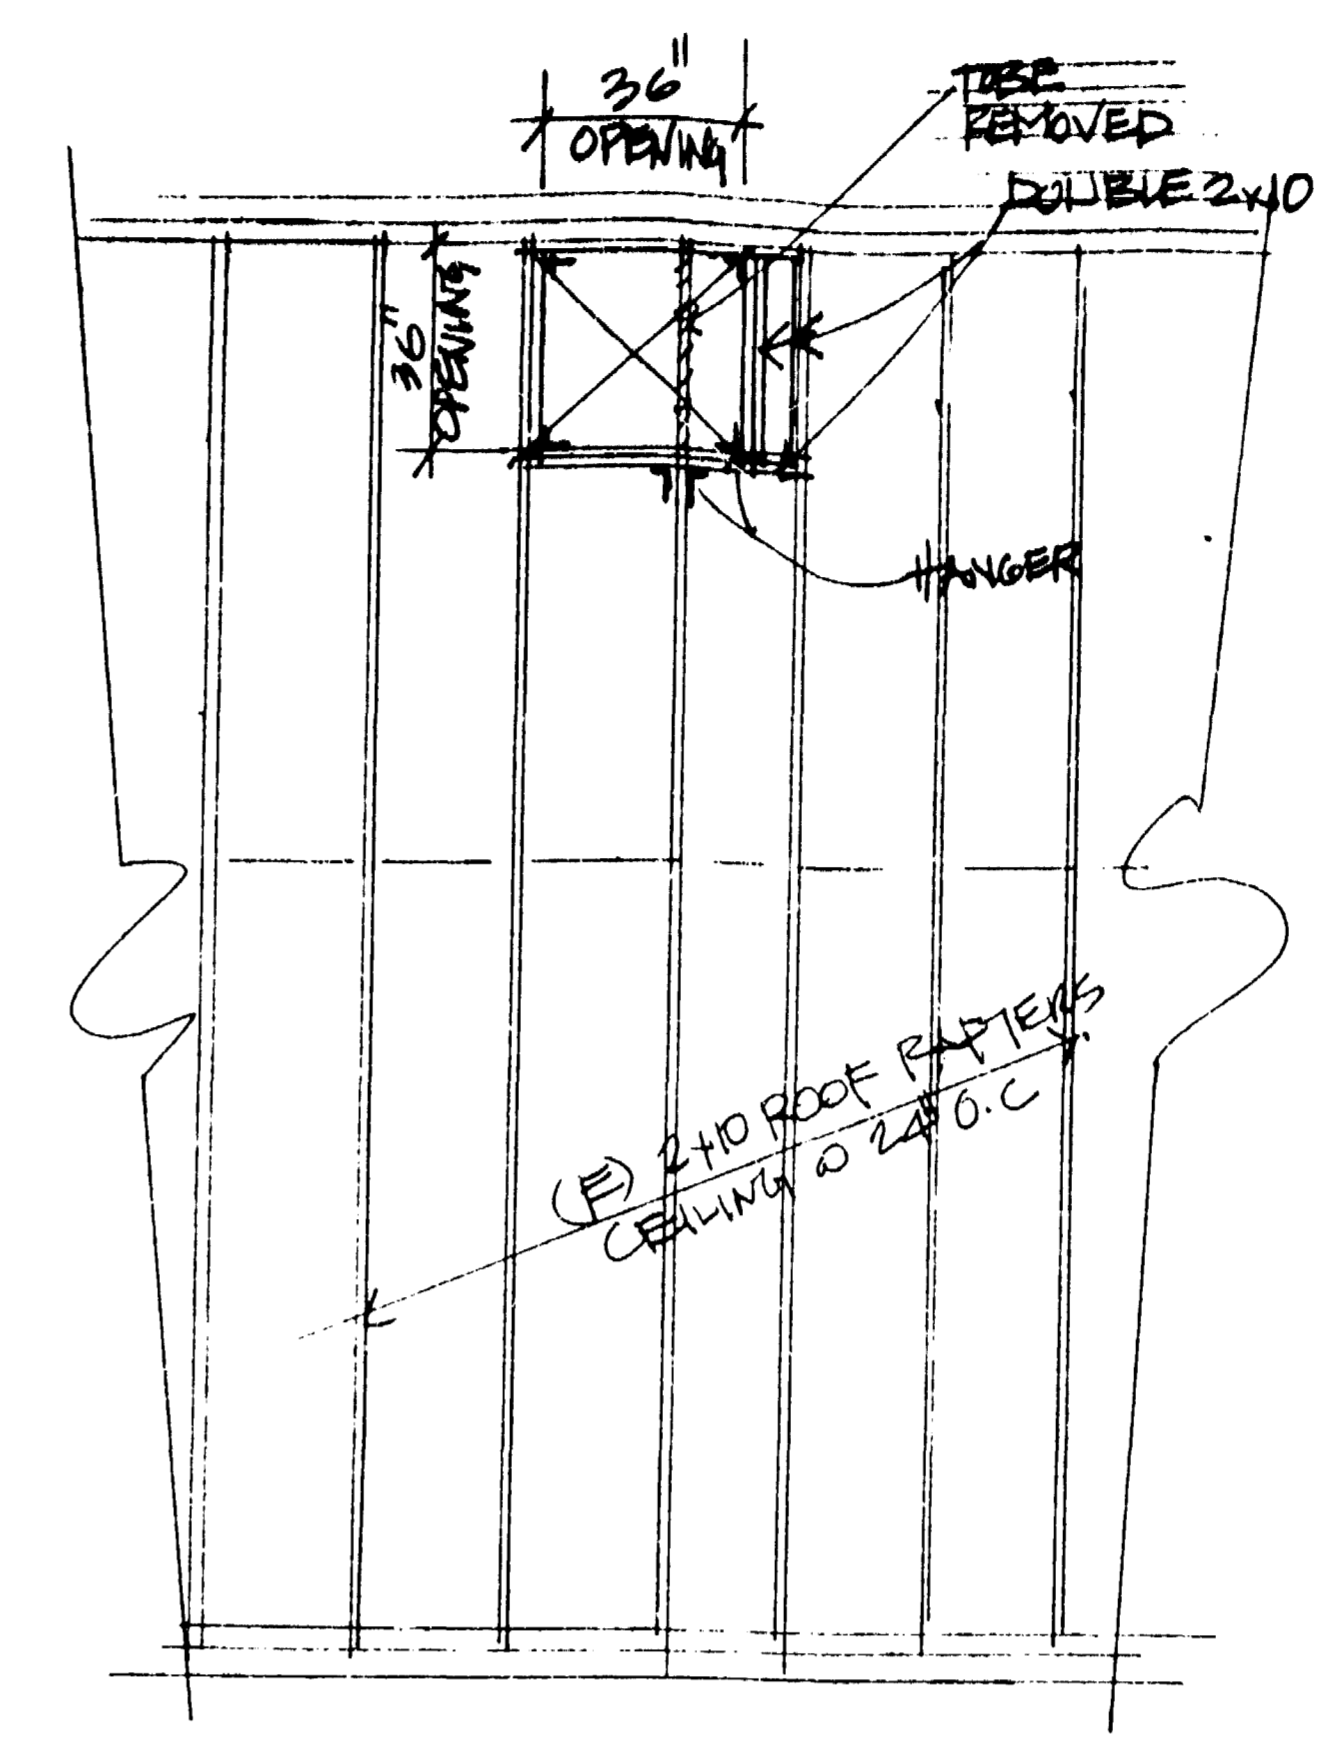 36"
OPENING
TO BE
REMOVED
DOUBLE 2x10
36"
OPENING
HANGER
(E) 2x10 ROOF RAFTERS
CEILING @ 24" O.C